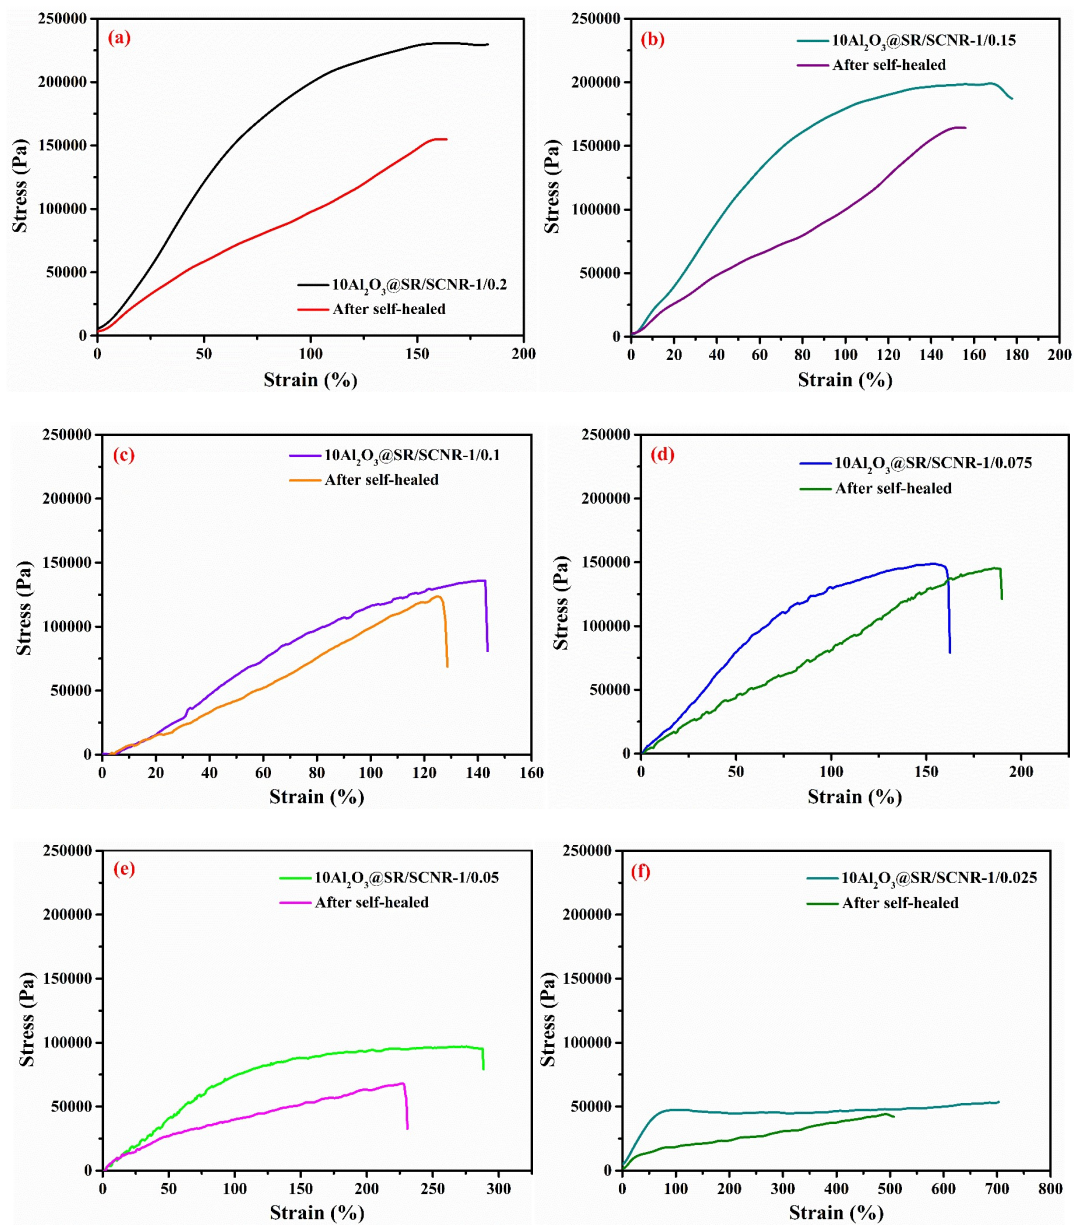 (a)
250000
200000
150000
100000
50000
0
Stress (Pa)
10Al₂O₃@SR/SCNR-1/0.2
After self-healed
0 50 100 150 200
Strain (%)
(b)
250000
200000
150000
100000
50000
0
Stress (Pa)
10Al₂O₃@SR/SCNR-1/0.15
After self-healed
0 20 40 60 80 100 120 140 160 180 200
Strain (%)
(c)
250000
200000
150000
100000
50000
0
Stress (Pa)
10Al₂O₃@SR/SCNR-1/0.1
After self-healed
0 20 40 60 80 100 120 140 160
Strain (%)
(d)
250000
200000
150000
100000
50000
0
Stress (Pa)
10Al₂O₃@SR/SCNR-1/0.075
After self-healed
0 50 100 150 200
Strain (%)
(e)
250000
200000
150000
100000
50000
0
Stress (Pa)
10Al₂O₃@SR/SCNR-1/0.05
After self-healed
0 50 100 150 200 250 300
Strain (%)
(f)
250000
200000
150000
100000
50000
0
Stress (Pa)
10Al₂O₃@SR/SCNR-1/0.025
After self-healed
0 100 200 300 400 500 600 700 800
Strain (%)